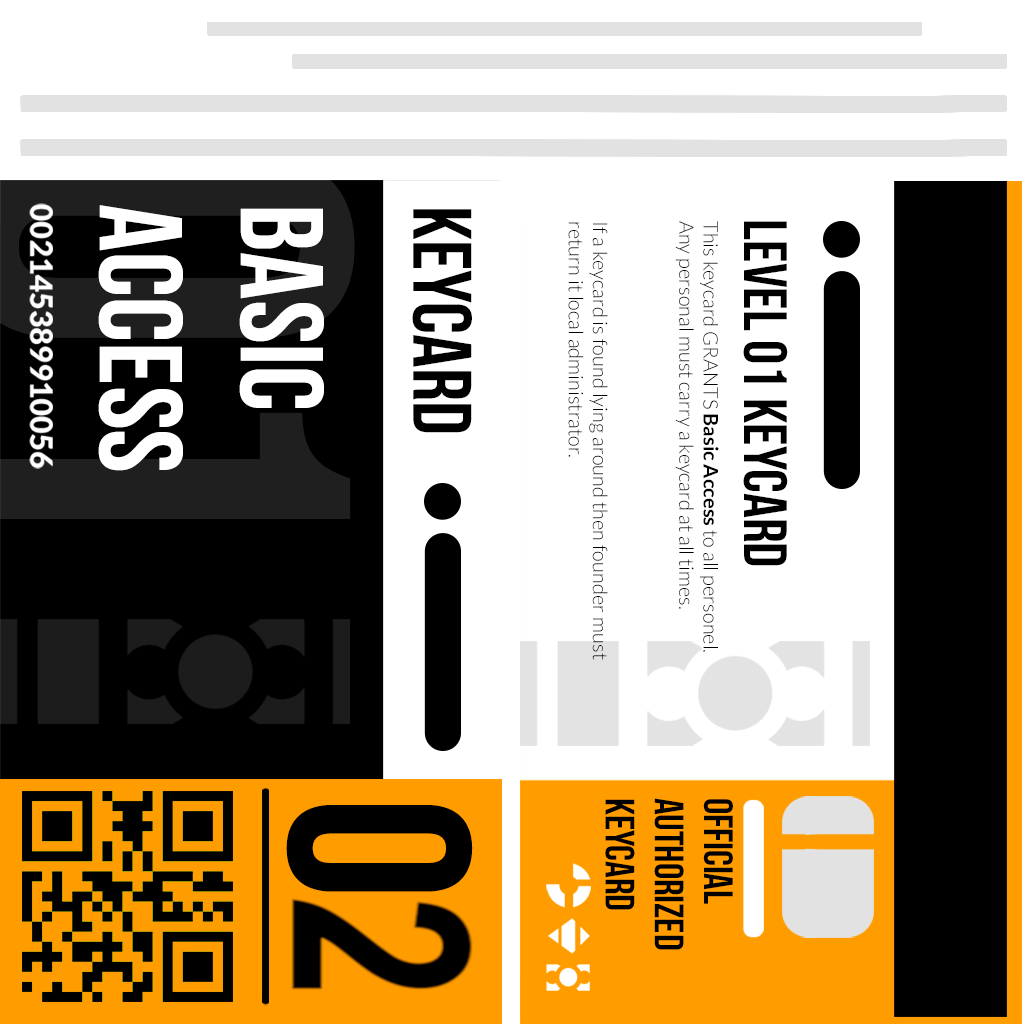 LEVEL 01 KEYCARD
This keycard GRANTS Basic Access to all personel.
Any personal must carry a keycard at all times.
If a keycard is found lying around then founder must
return it local administrator.
OFFICIAL
AUTHORIZED
KEYCARD
KEYCARD
BASIC
ACCESS
002145389910056
02